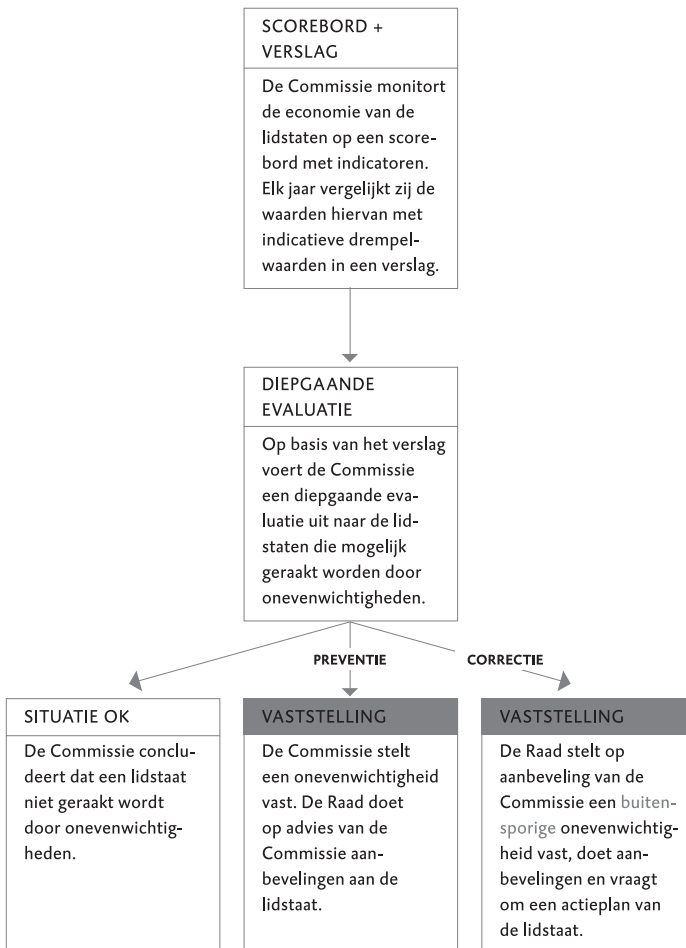 SCOREBORD +
VERSLAG
De Commissie monitort
de economie van de
lidstaten op een score-
bord met indicatoren.
Elk jaar vergelijkt zij de
waarden hiervan met
indicatieve drempel-
waarden in een verslag.
DIEPGAANDE
EVALUATIE
Op basis van het verslag
voert de Commissie
een diepgaande eva-
luatie uit naar de lid-
staten die mogelijk
geraakt worden door
onevenwichtigheden.
PREVENTIE
CORRECTIE
SITUATIE OK
De Commissie conclu-
deert dat een lidstaat
niet geraakt wordt
door onevenwichtig-
heden.
VASTSTELLING
De Commissie stelt
een onevenwichtigheid
vast. De Raad doet
op advies van de
Commissie aan-
bevelingen aan de
lidstaat.
VASTSTELLING
De Raad stelt op
aanbeveling van de
Commissie een buiten-
sporige onevenwichtig-
heid vast, doet aan-
bevelingen en vraagt
om een actieplan van
de lidstaat.